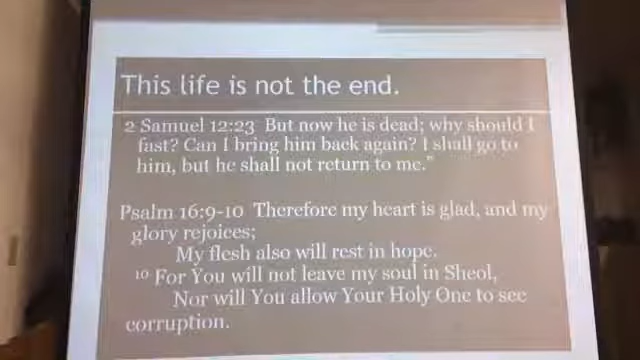 This life is not the end.
2 Samuel 12:23 But now he is dead; why should I
fast? Can I bring him back again? I shall go to
him, but he shall not return to me."
Psalm 16:9-10 Therefore my heart is glad, and my
glory rejoices;
My flesh also will rest in hope.
10 For You will not leave my soul in Sheol,
Nor will You allow Your Holy One to see
corruption.